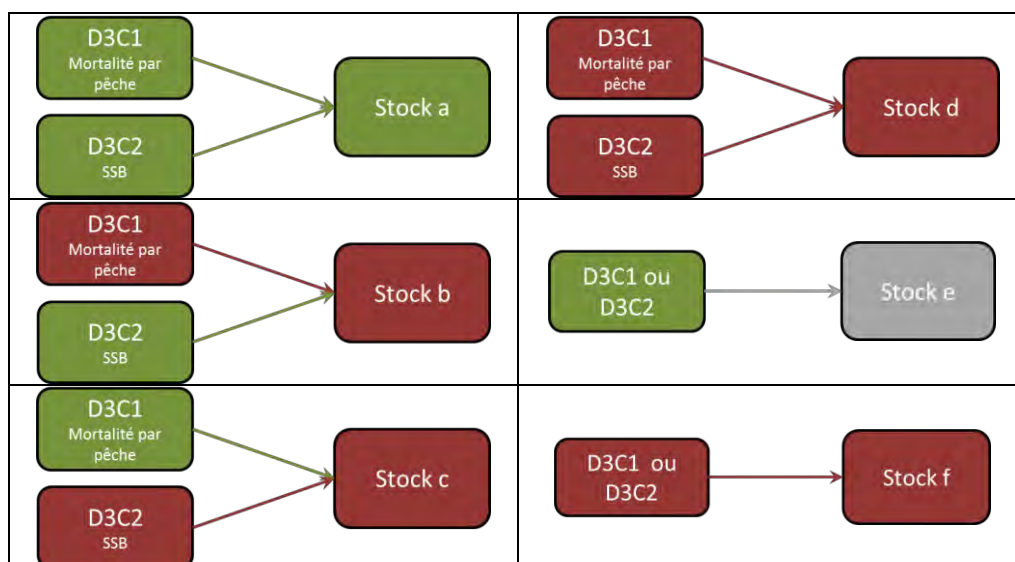 D3C1
Mortalité par
pêche
D3C2
SSB
Stock a
D3C1
Mortalité par
pêche
D3C2
SSB
Stock d
D3C1
Mortalité par
pêche
D3C2
SSB
Stock b
D3C1 ou
D3C2
Stock e
D3C1
Mortalité par
pêche
D3C2
SSB
Stock c
D3C1 ou
D3C2
Stock f